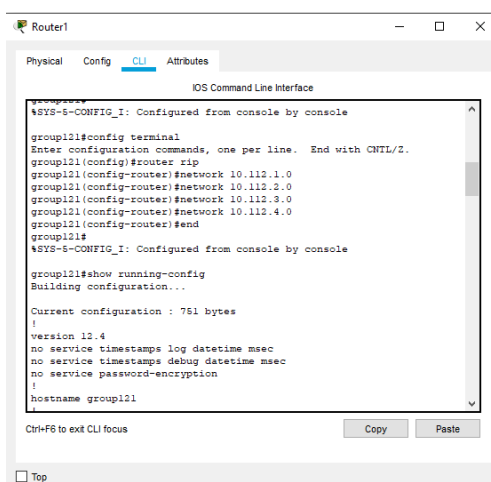 Router1
Physical Config CLI Attributes
IOS Command Line Interface
group121#
%SYS-5-CONFIG_I: Configured from console by console
group121#config terminal
Enter configuration commands, one per line. End with CNTL/Z.
group121(config)#router rip
group121(config-router)#network 10.112.1.0
group121(config-router)#network 10.112.2.0
group121(config-router)#network 10.112.3.0
group121(config-router)#network 10.112.4.0
group121(config-router)#end
group121#
%SYS-5-CONFIG_I: Configured from console by console
group121#show running-config
Building configuration...
Current configuration : 751 bytes
!
version 12.4
no service timestamps log datetime msec
no service timestamps debug datetime msec
no service password-encryption
!
hostname group121
!
Ctrl+F6 to exit CLI focus
Copy Paste
Top